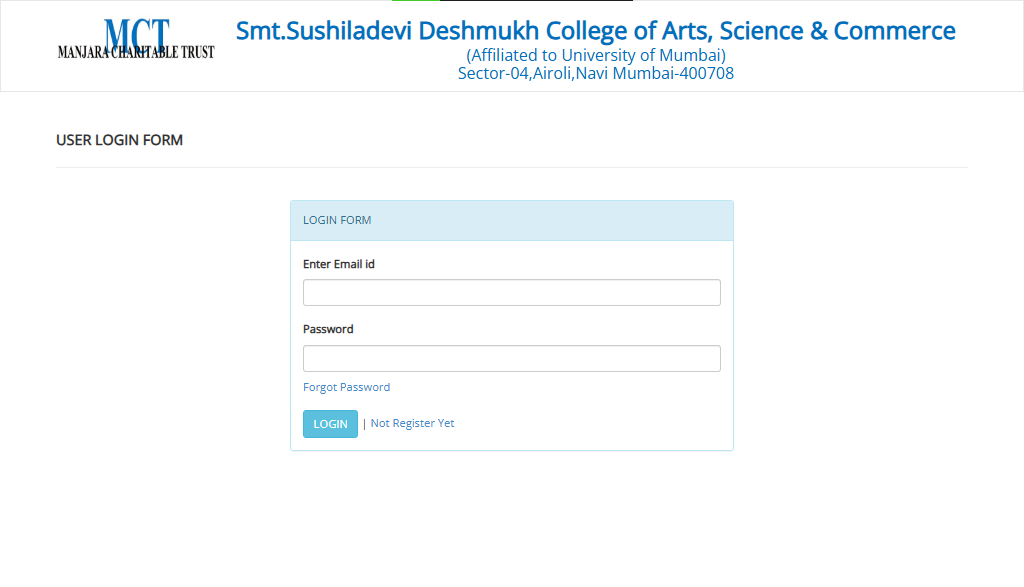 MCT
MANJARA CHARITABLE TRUST
Smt.Sushiladevi Deshmukh College of Arts, Science & Commerce
(Affiliated to University of Mumbai)
Sector-04,Airoli,Navi Mumbai-400708
USER LOGIN FORM
LOGIN FORM
Enter Email id
Password
Forgot Password
LOGIN | Not Register Yet